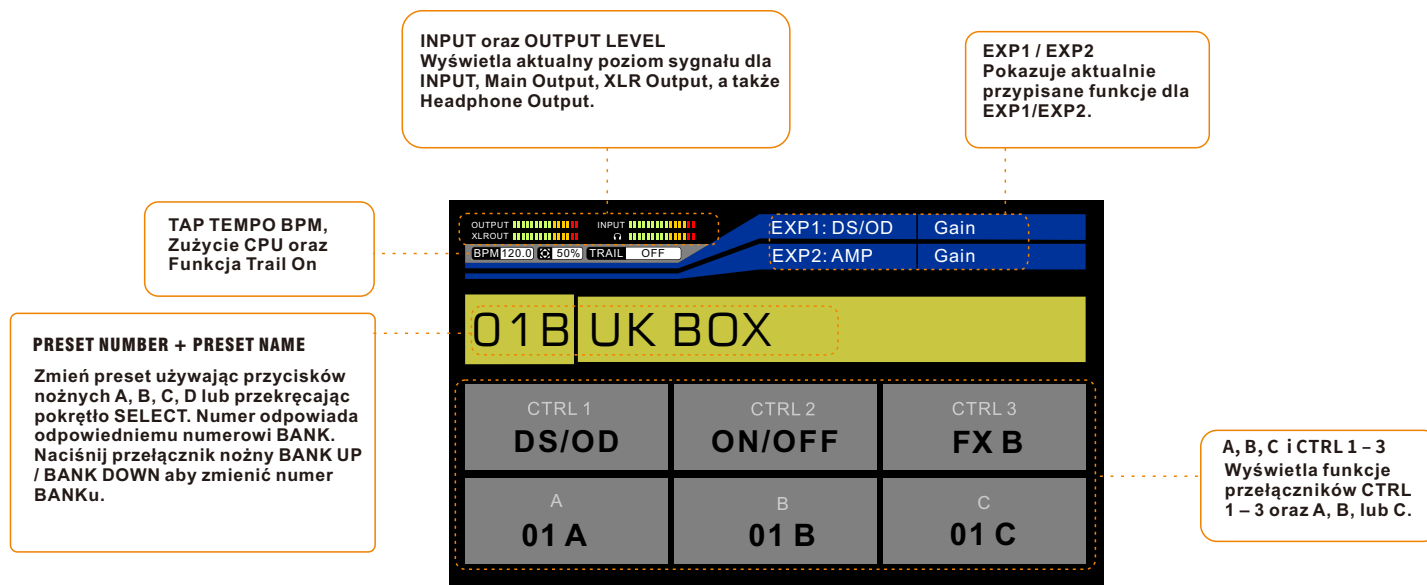 INPUT oraz OUTPUT LEVEL
Wyświetla aktualny poziom sygnału dla
INPUT, Main Output, XLR Output, a także
Headphone Output.
EXP1 / EXP2
Pokazuje aktualnie
przypisane funkcje dla
EXP1/EXP2.
TAP TEMPO BPM,
Zużycie CPU oraz
Funkcja Trail On
OUTPUT INPUT
XLROUT
BPM 120.0 50% TRAIL OFF
EXP1: DS/OD Gain
EXP2: AMP Gain
PRESET NUMBER + PRESET NAME
Zmień preset używając przycisków
nożnych A, B, C, D lub przekręcając
pokrętło SELECT. Numer odpowiada
odpowiedniemu numerowi BANK.
Naciśnij przełącznik nożny BANK UP
/ BANK DOWN aby zmienić numer
BANKu.
01B UK BOX
CTRL 1 CTRL 2 CTRL 3
DS/OD ON/OFF FX B
A B C
01 A 01 B 01 C
A, B, C i CTRL 1 – 3
Wyświetla funkcje
przełączników CTRL
1 – 3 oraz A, B, lub C.